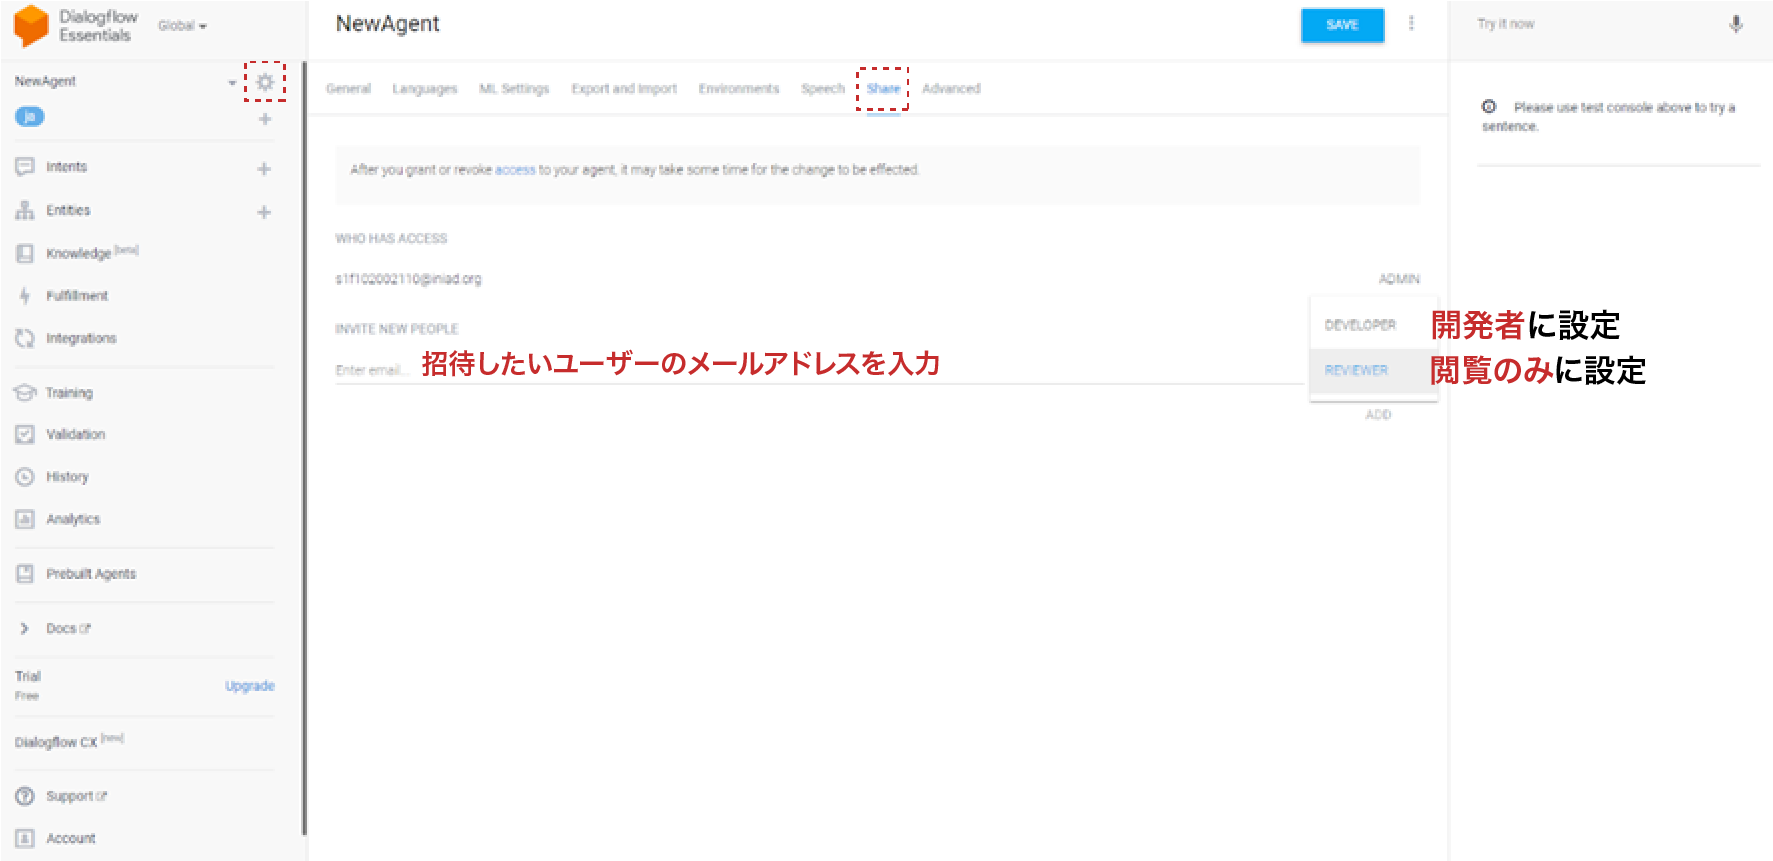 Dialogflow
Essentials
Global
NewAgent
ja
Intents
Entities
Knowledge [beta]
Fulfillment
Integrations
Training
Validation
History
Analytics
Prebuilt Agents
Docs
Trial
Free
Upgrade
Dialogflow CX [new]
Support
Account
NewAgent
SAVE
General Languages ML Settings Export and Import Environments Speech Share Advanced
After you grant or revoke access to your agent, it may take some time for the change to be effected.
WHO HAS ACCESS
s1f102002110@iniad.org ADMIN
INVITE NEW PEOPLE
Enter email... 招待したいユーザーのメールアドレスを入力
DEVELOPER 開発者に設定
REVIEWER 閲覧のみに設定
ADD
Try it now
Please use test console above to try a
sentence.